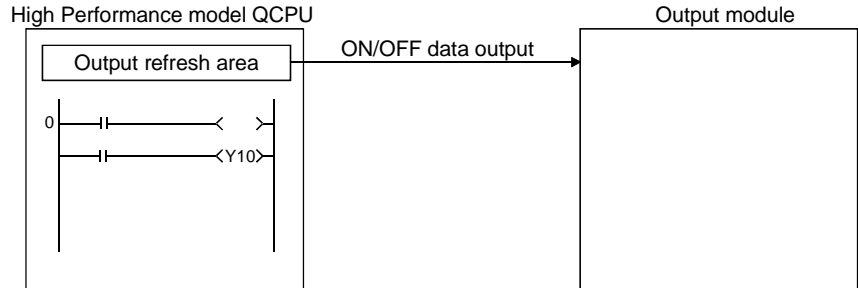 High Performance model QCPU
Output module
Output refresh area
ON/OFF data output
0
Y10